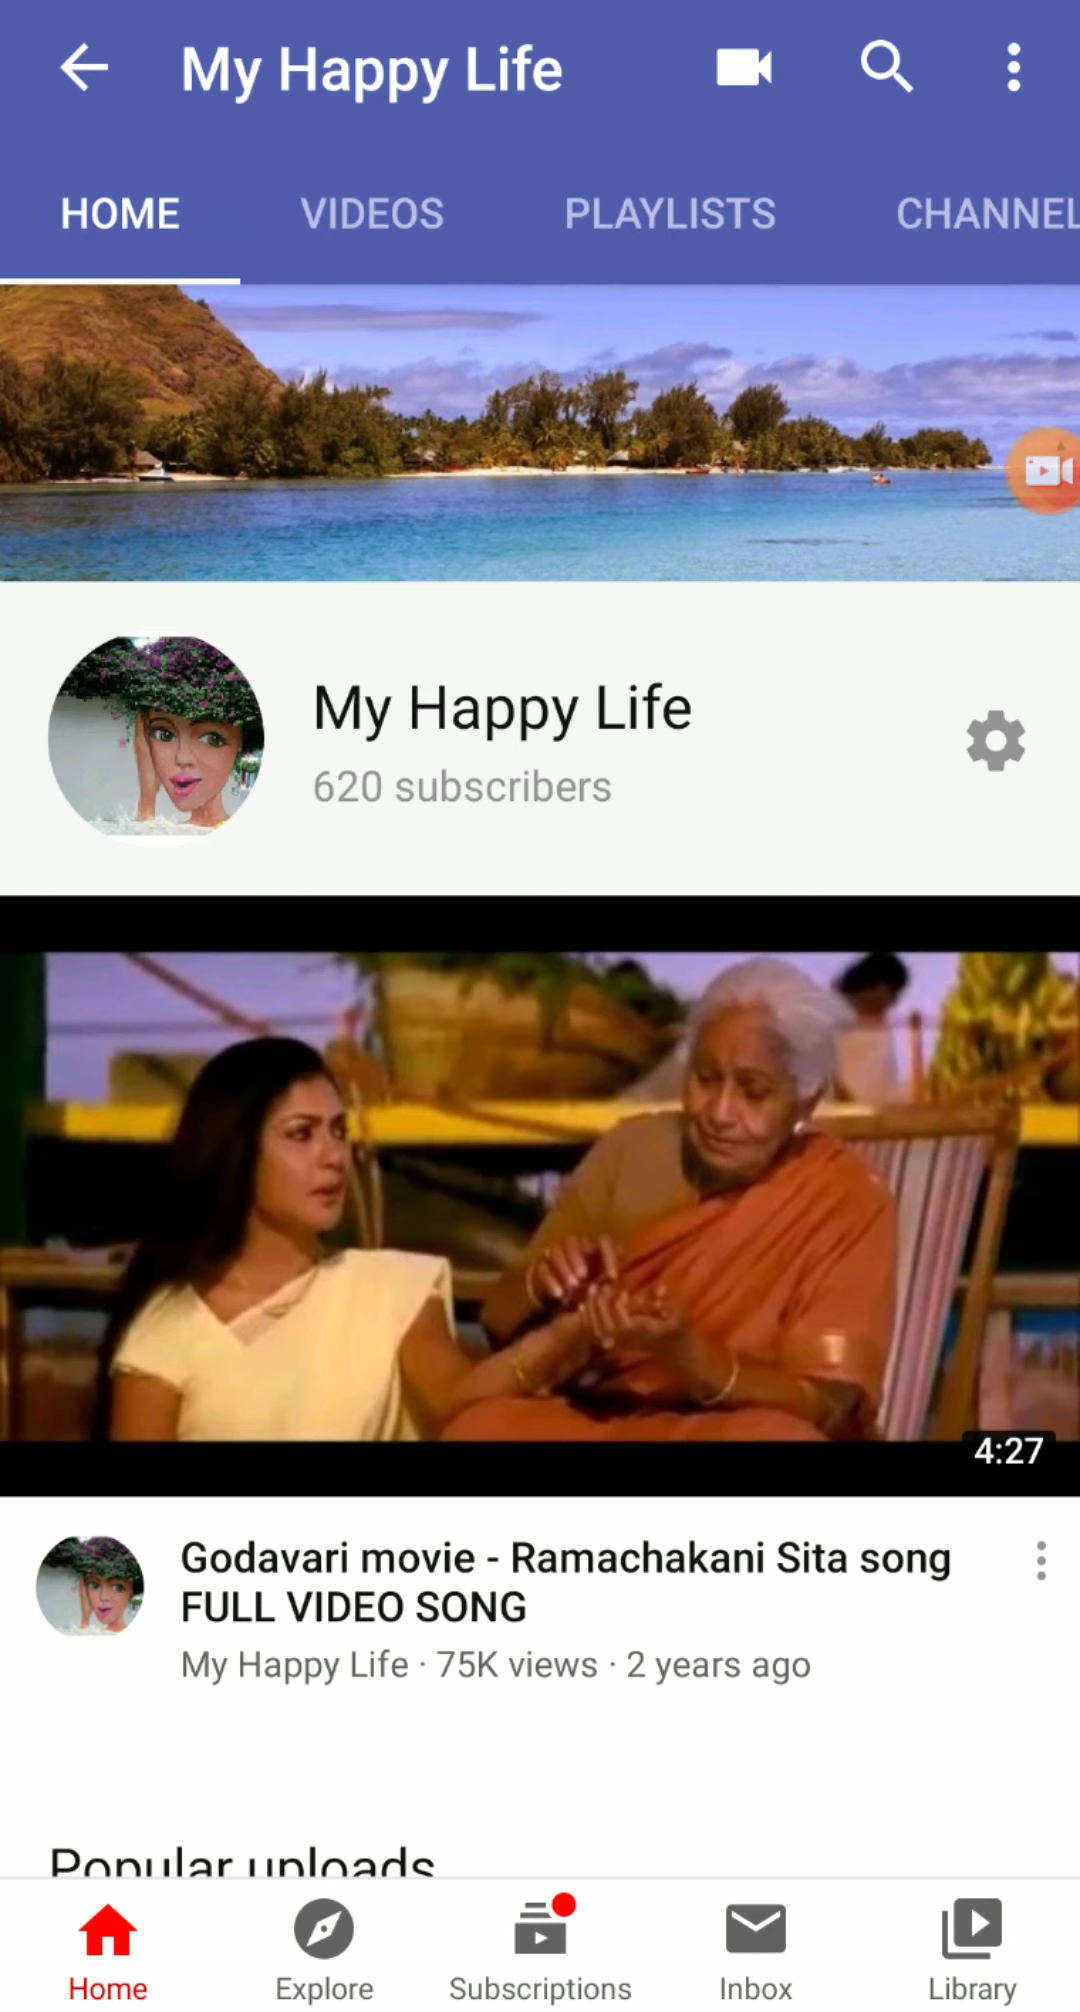 My Happy Life
HOME VIDEOS PLAYLISTS CHANNEL
My Happy Life
620 subscribers
4:27
Godavari movie - Ramachakani Sita song
FULL VIDEO SONG
My Happy Life · 75K views · 2 years ago
Popular uploads
Home Explore Subscriptions Inbox Library